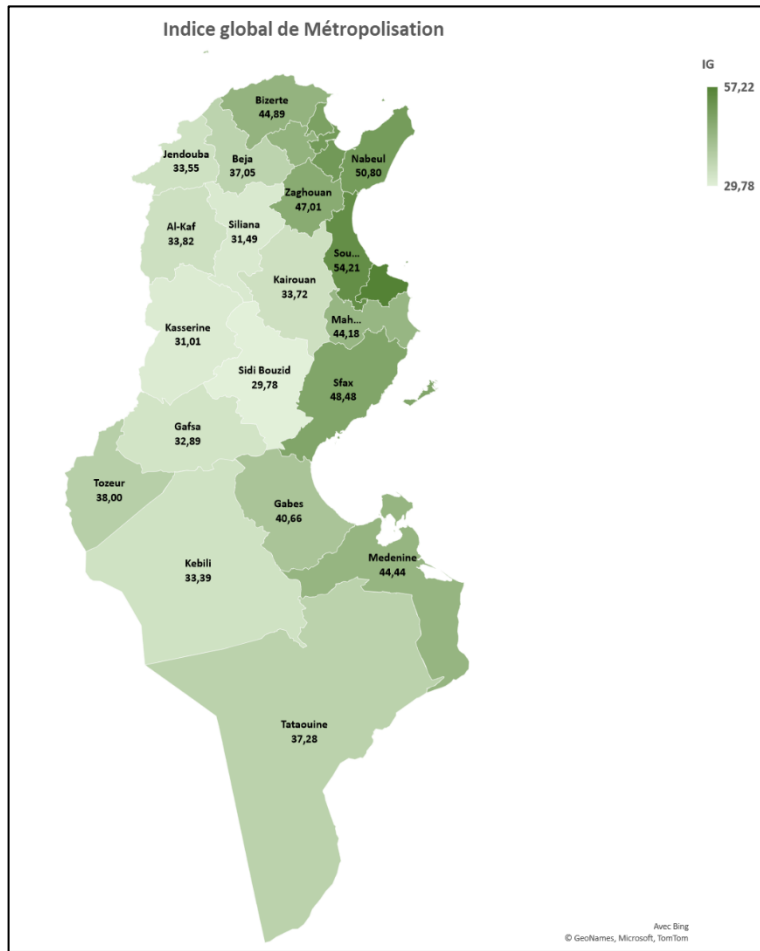 Indice global de Métropolisation
IG
57,22
29,78
Bizerte
44,89
Jendouba
33,55
Beja
37,05
Nabeul
50,80
Zaghouan
47,01
Al-Kaf
33,82
Siliana
31,49
Sou...
54,21
Kairouan
33,72
Mah...
44,18
Kasserine
31,01
Sidi Bouzid
29,78
Sfax
48,48
Gafsa
32,89
Tozeur
38,00
Gabes
40,66
Kebili
33,39
Medenine
44,44
Tataouine
37,28
Avec Bing
© GeoNames, Microsoft, TomTom